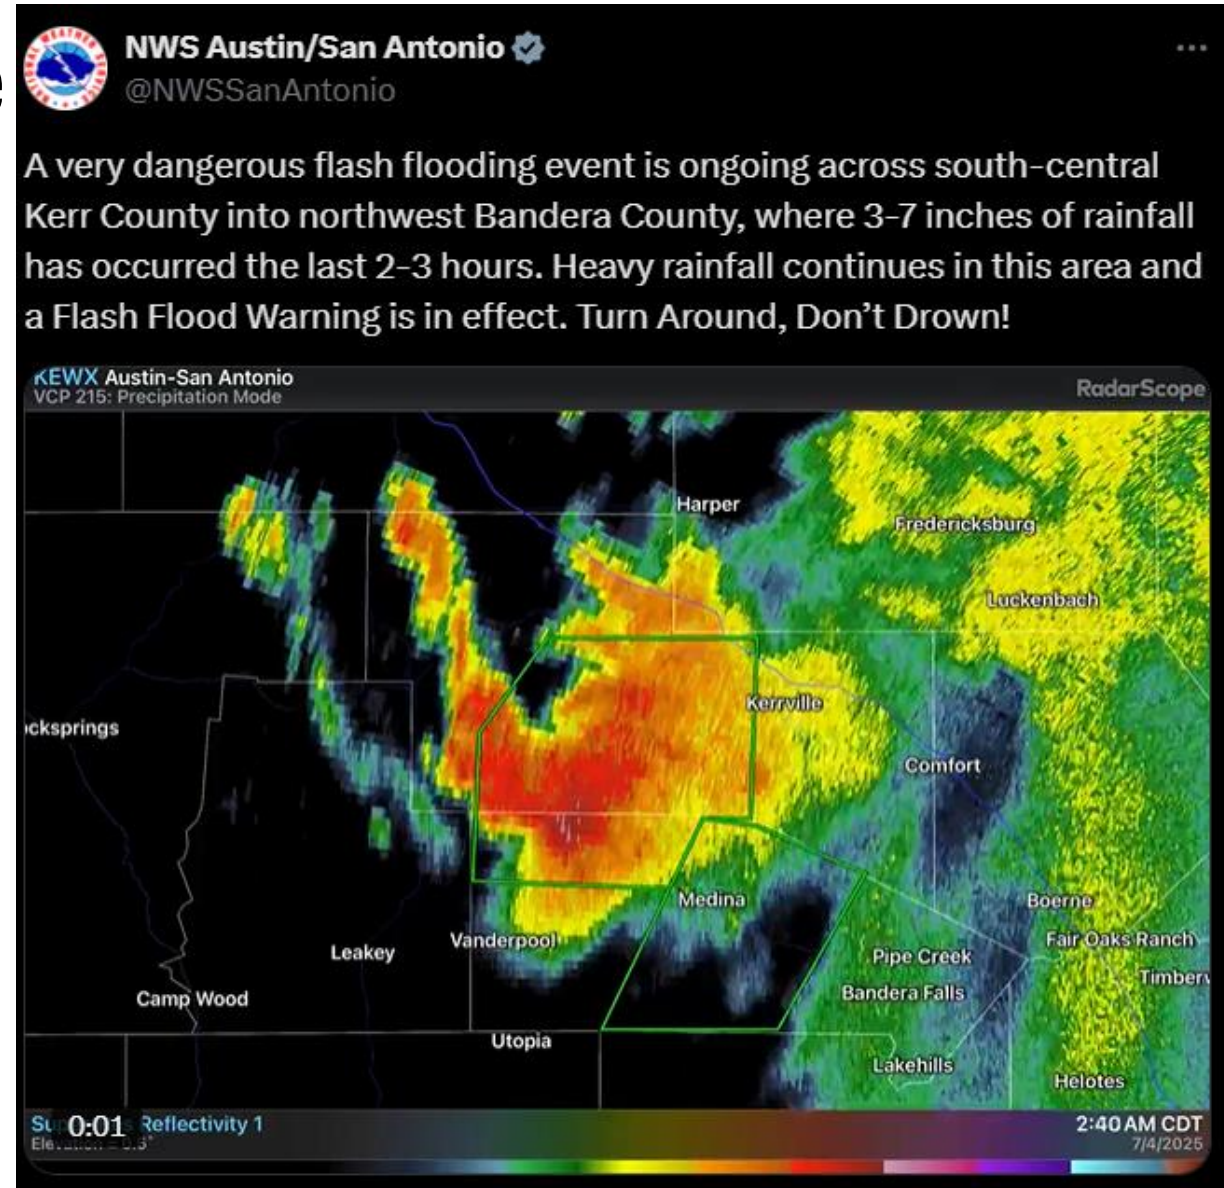 NWS Austin/San Antonio
@NWSSanAntonio
A very dangerous flash flooding event is ongoing across south-central
Kerr County into northwest Bandera County, where 3-7 inches of rainfall
has occurred the last 2-3 hours. Heavy rainfall continues in this area and
a Flash Flood Warning is in effect. Turn Around, Don’t Drown!
KEWX Austin-San Antonio
VCP 215: Precipitation Mode
RadarScope
Harper
Fredericksburg
Luckenbach
Kerrville
cksprings
Comfort
Medina
Boerne
Vanderpool
Fair Oaks Ranch
Leakey
Pipe Creek
Timberw
Camp Wood
Bandera Falls
Utopia
Lakehills
Helotes
0:01
Reflectivity 1
2:40 AM CDT
7/4/2025